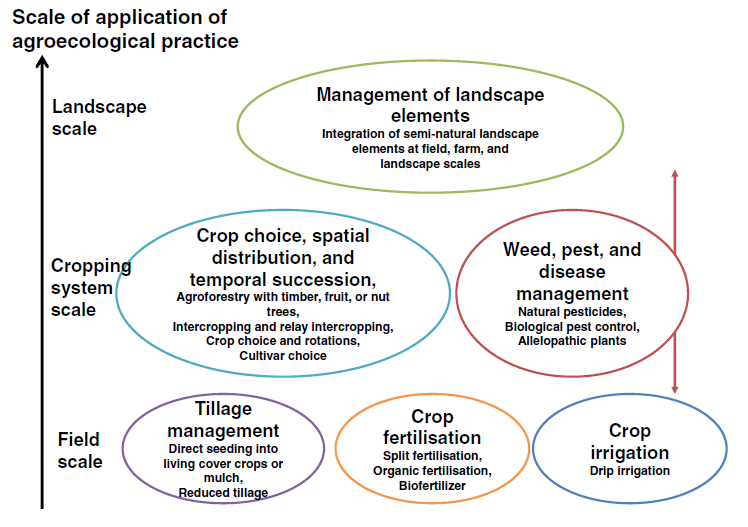 Scale of application of
agroecological practice
Landscape
scale
Management of landscape
elements
Integration of semi-natural landscape
elements at field, farm, and
landscape scales
Cropping
system
scale
Crop choice, spatial
distribution, and
temporal succession,
Agroforestry with timber, fruit, or nut
trees,
Intercropping and relay intercropping,
Crop choice and rotations,
Cultivar choice
Weed, pest, and
disease
management
Natural pesticides,
Biological pest control,
Allelopathic plants
Field
scale
Tillage
management
Direct seeding into
living cover crops or
mulch,
Reduced tillage
Crop
fertilisation
Split fertilisation,
Organic fertilisation,
Biofertilizer
Crop
irrigation
Drip irrigation